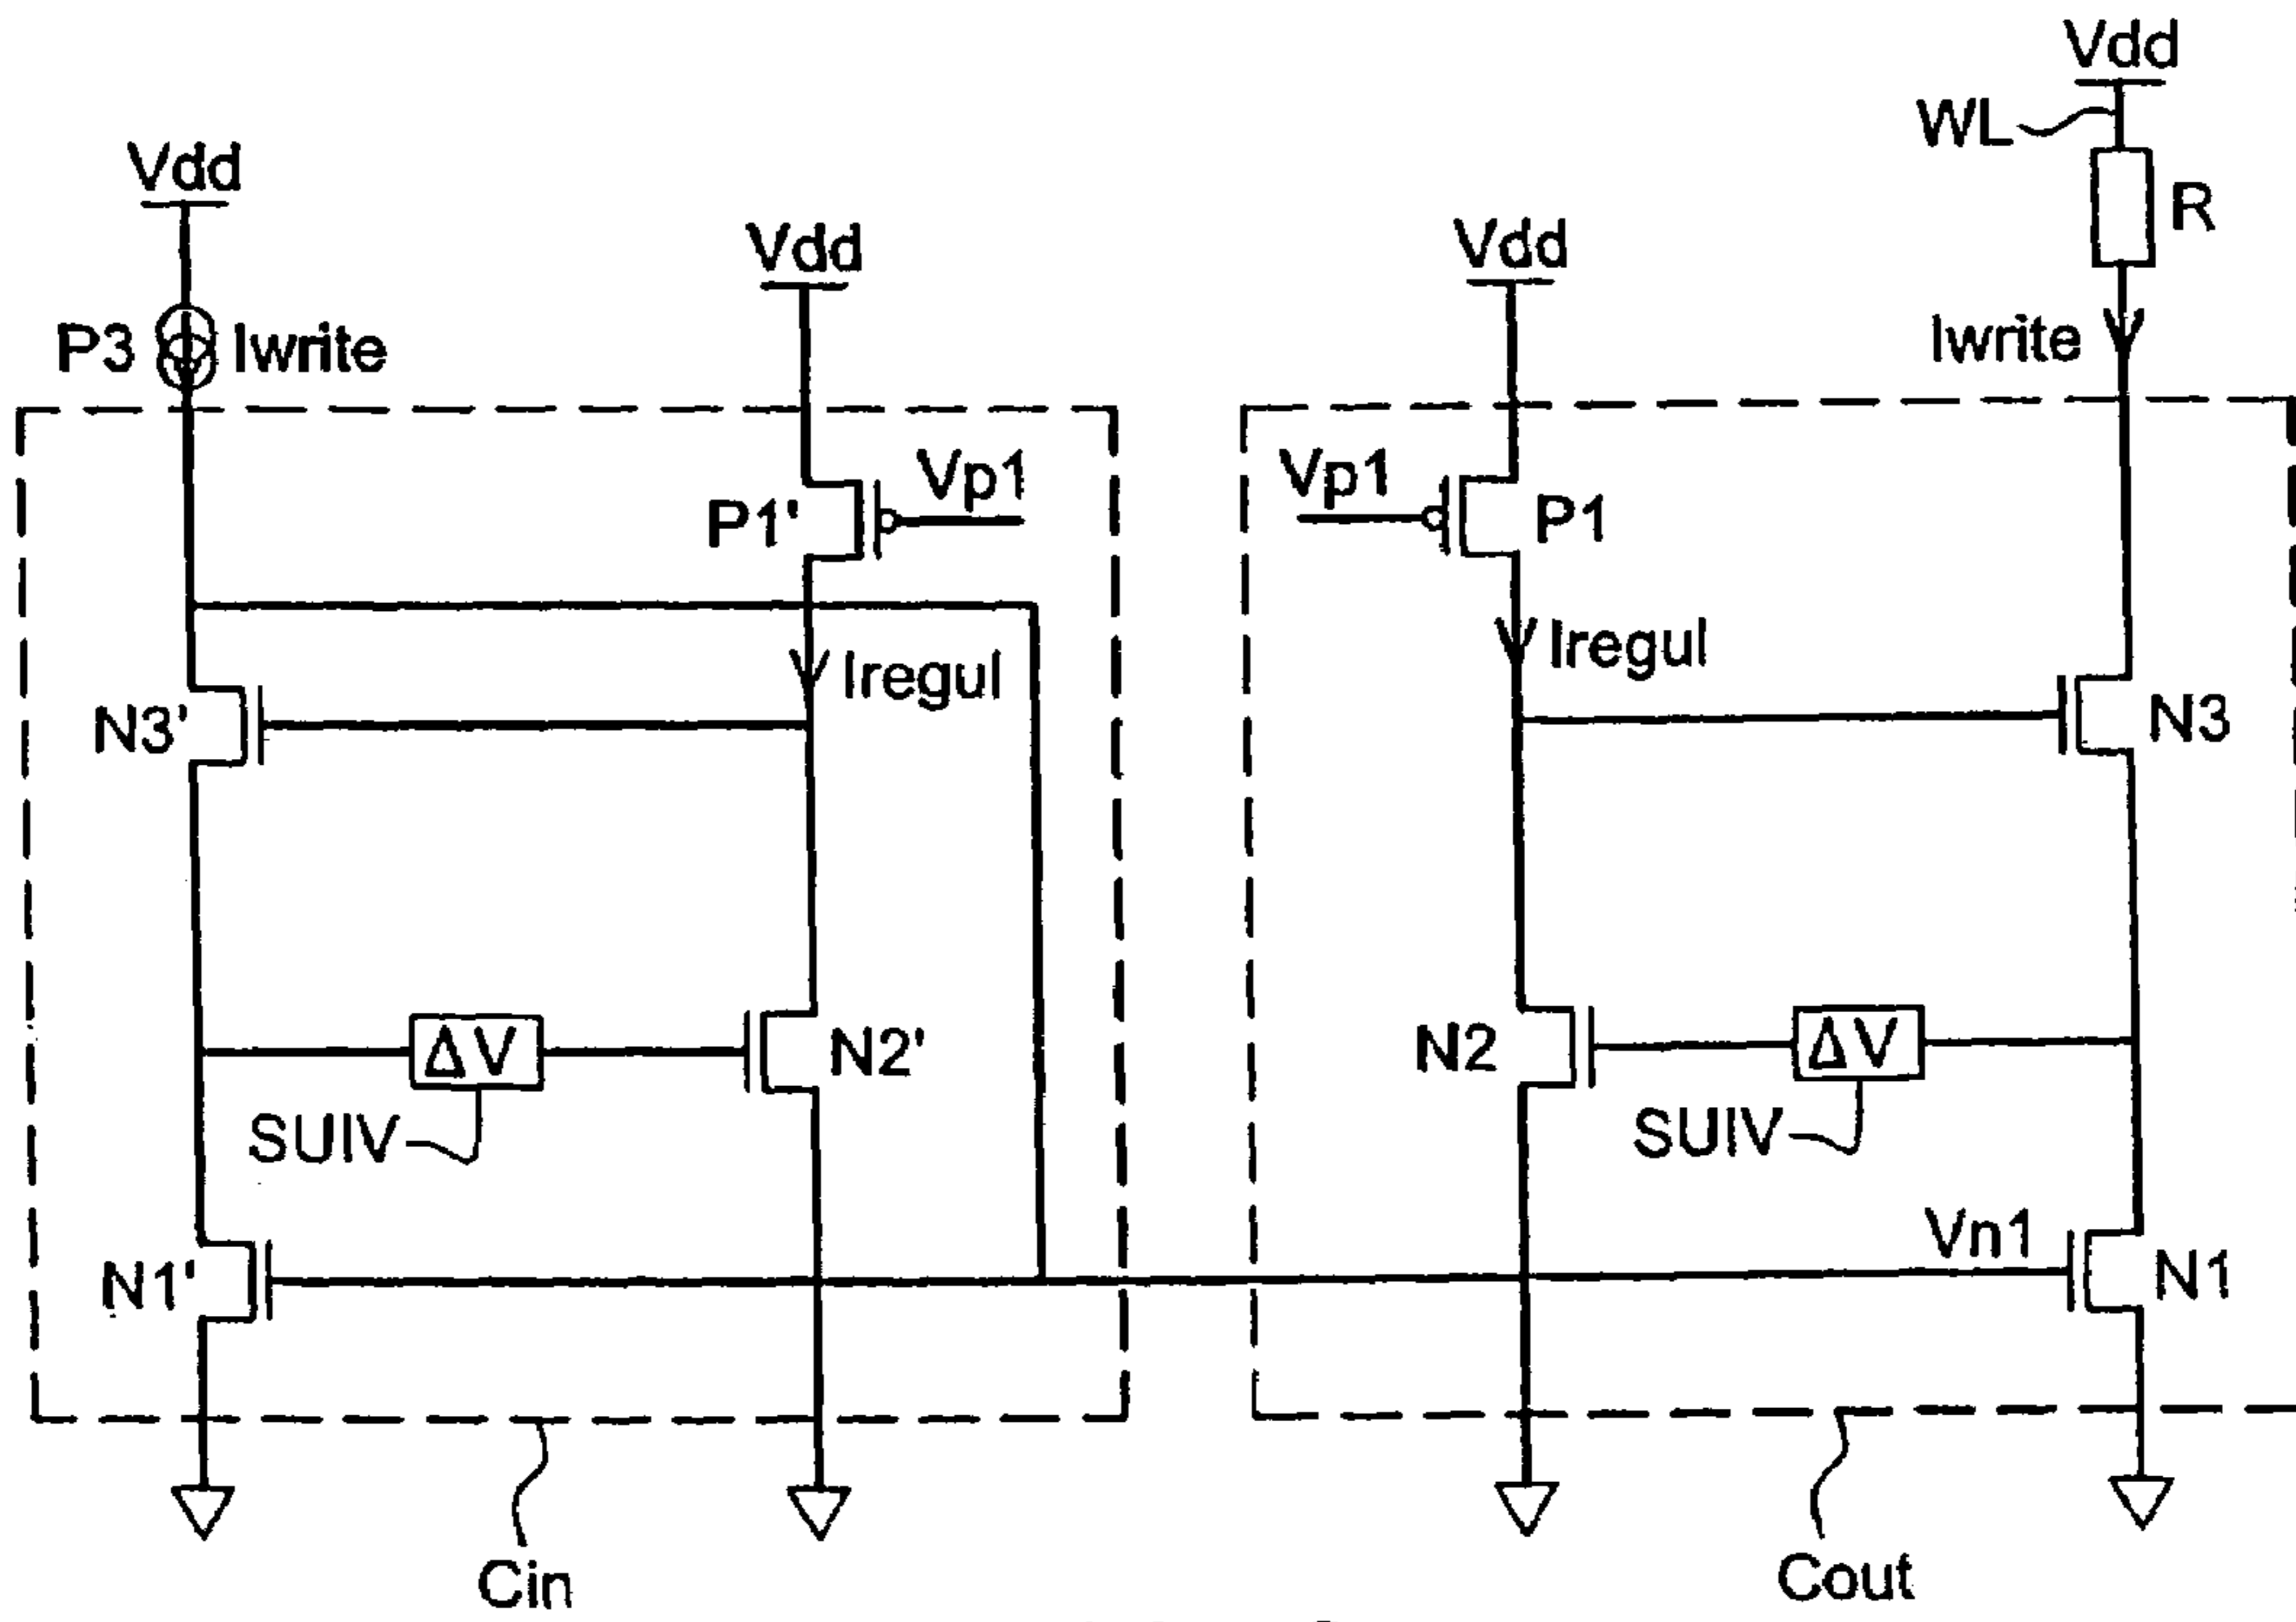 Vdd
WL
R
Vdd
Vdd
Vdd
P3
Iwrite
Iwrite
Vp1
P1'
Vp1
P1
Iregul
Iregul
N3'
N3
ΔV
N2'
N2
ΔV
SUIV
SUIV
Vn1
N1'
N1
Cin
Cout